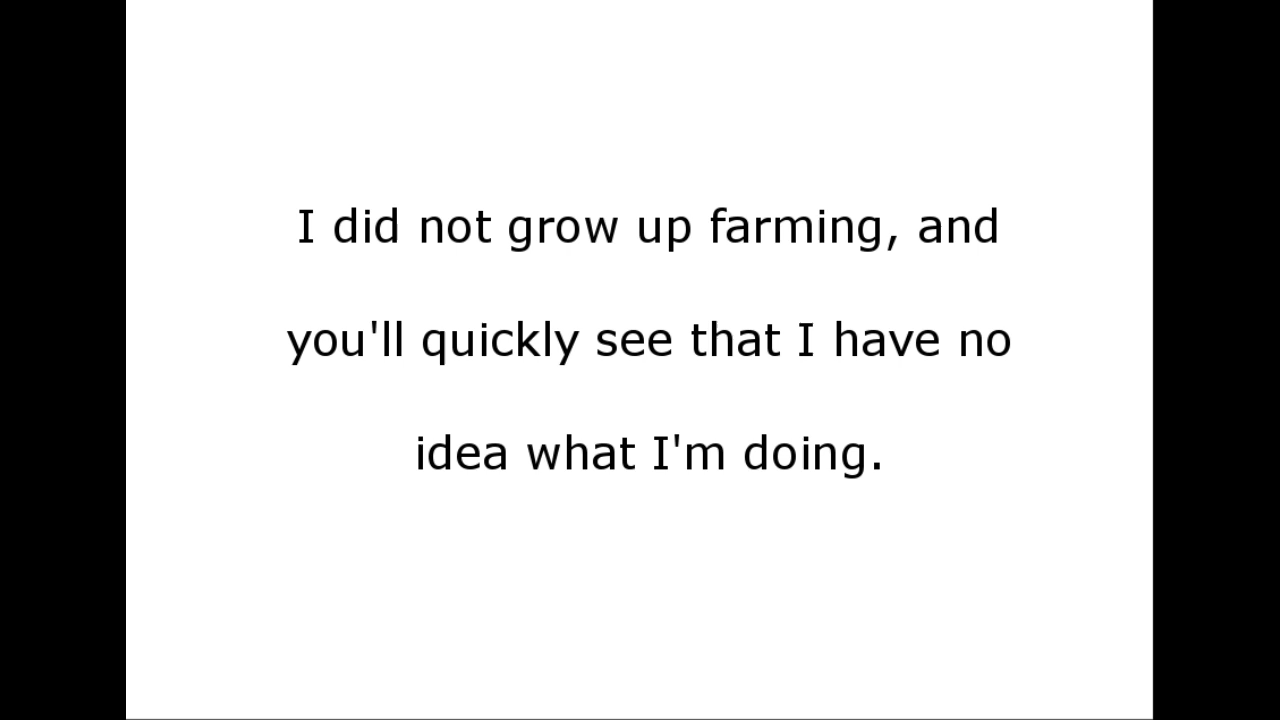 I did not grow up farming, and
you'll quickly see that I have no
idea what I'm doing.